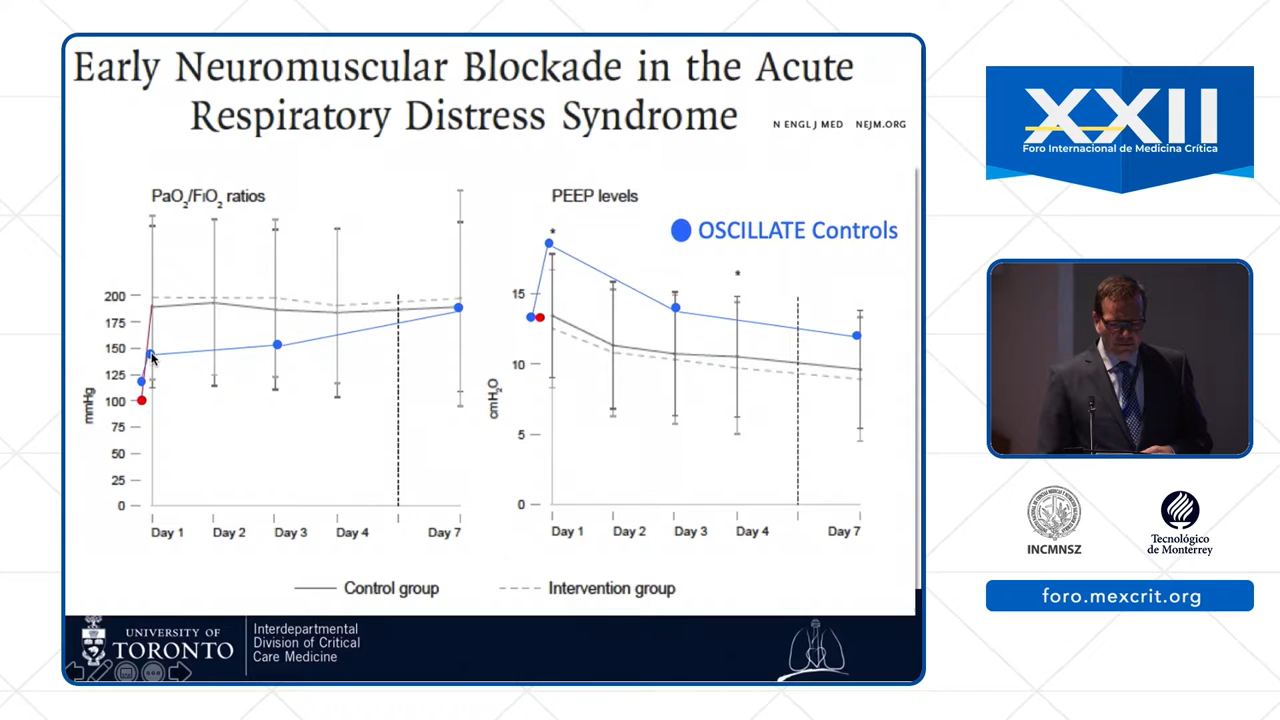 Early Neuromuscular Blockade in the Acute
Respiratory Distress Syndrome
N ENGL J MED NEJM.ORG
PaO2/FiO2 ratios
200
175
150
125
100
75
50
25
0
mmHg
Day 1 Day 2 Day 3 Day 4 Day 7
PEEP levels
OSCILLATE Controls
*
*
15
10
5
0
cmH2O
Day 1 Day 2 Day 3 Day 4 Day 7
Control group Intervention group
UNIVERSITY OF
TORONTO
Interdepartmental
Division of Critical
Care Medicine
XXII
Foro Internacional de Medicina Crítica
INCMNSZ
Tecnológico
de Monterrey
foro.mexcrit.org